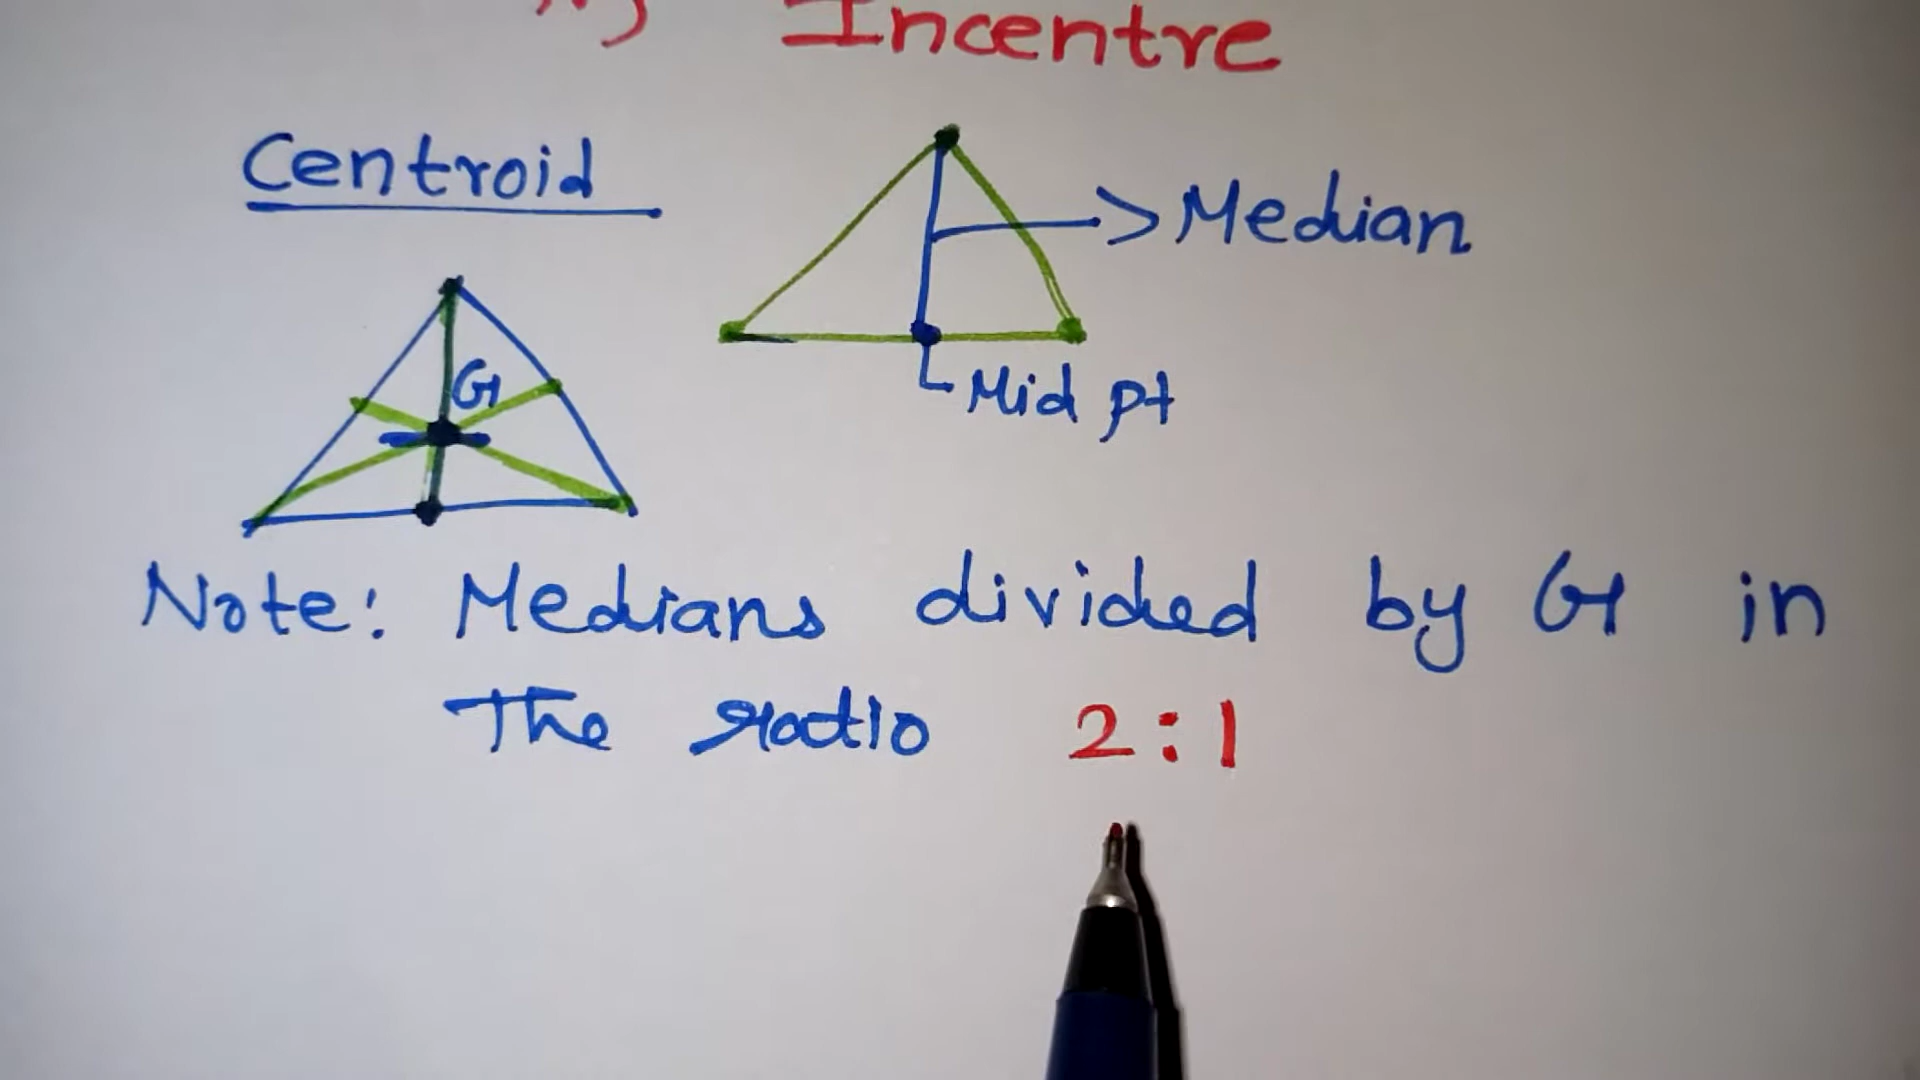 Incentre
Centroid
Median
G
Mid pt
Note: Medians divided by G in
The ratio 2:1